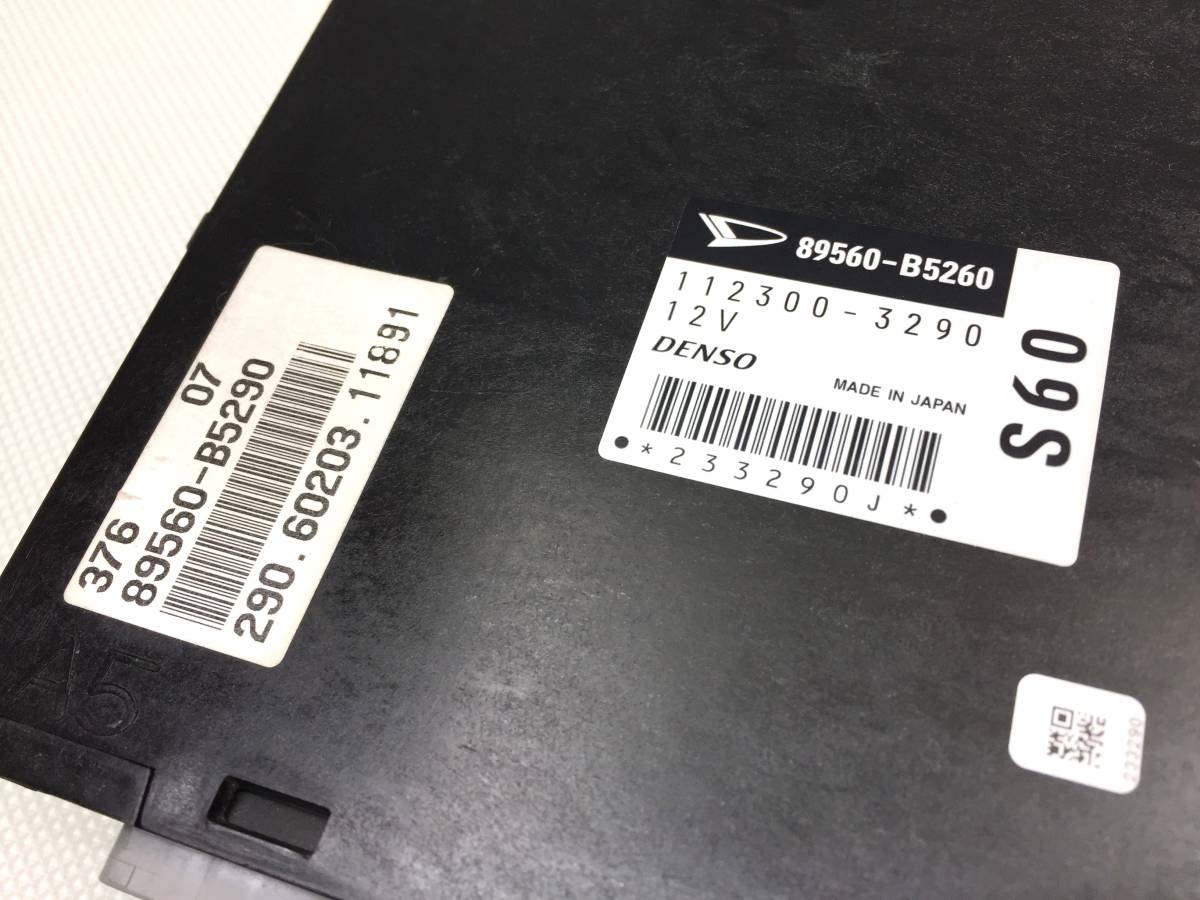 376 07
89560-B5290
290.60203.11891
A5
89560-B5260
112300-3290
12V
DENSO
MADE IN JAPAN
*233290J*
S90
233290